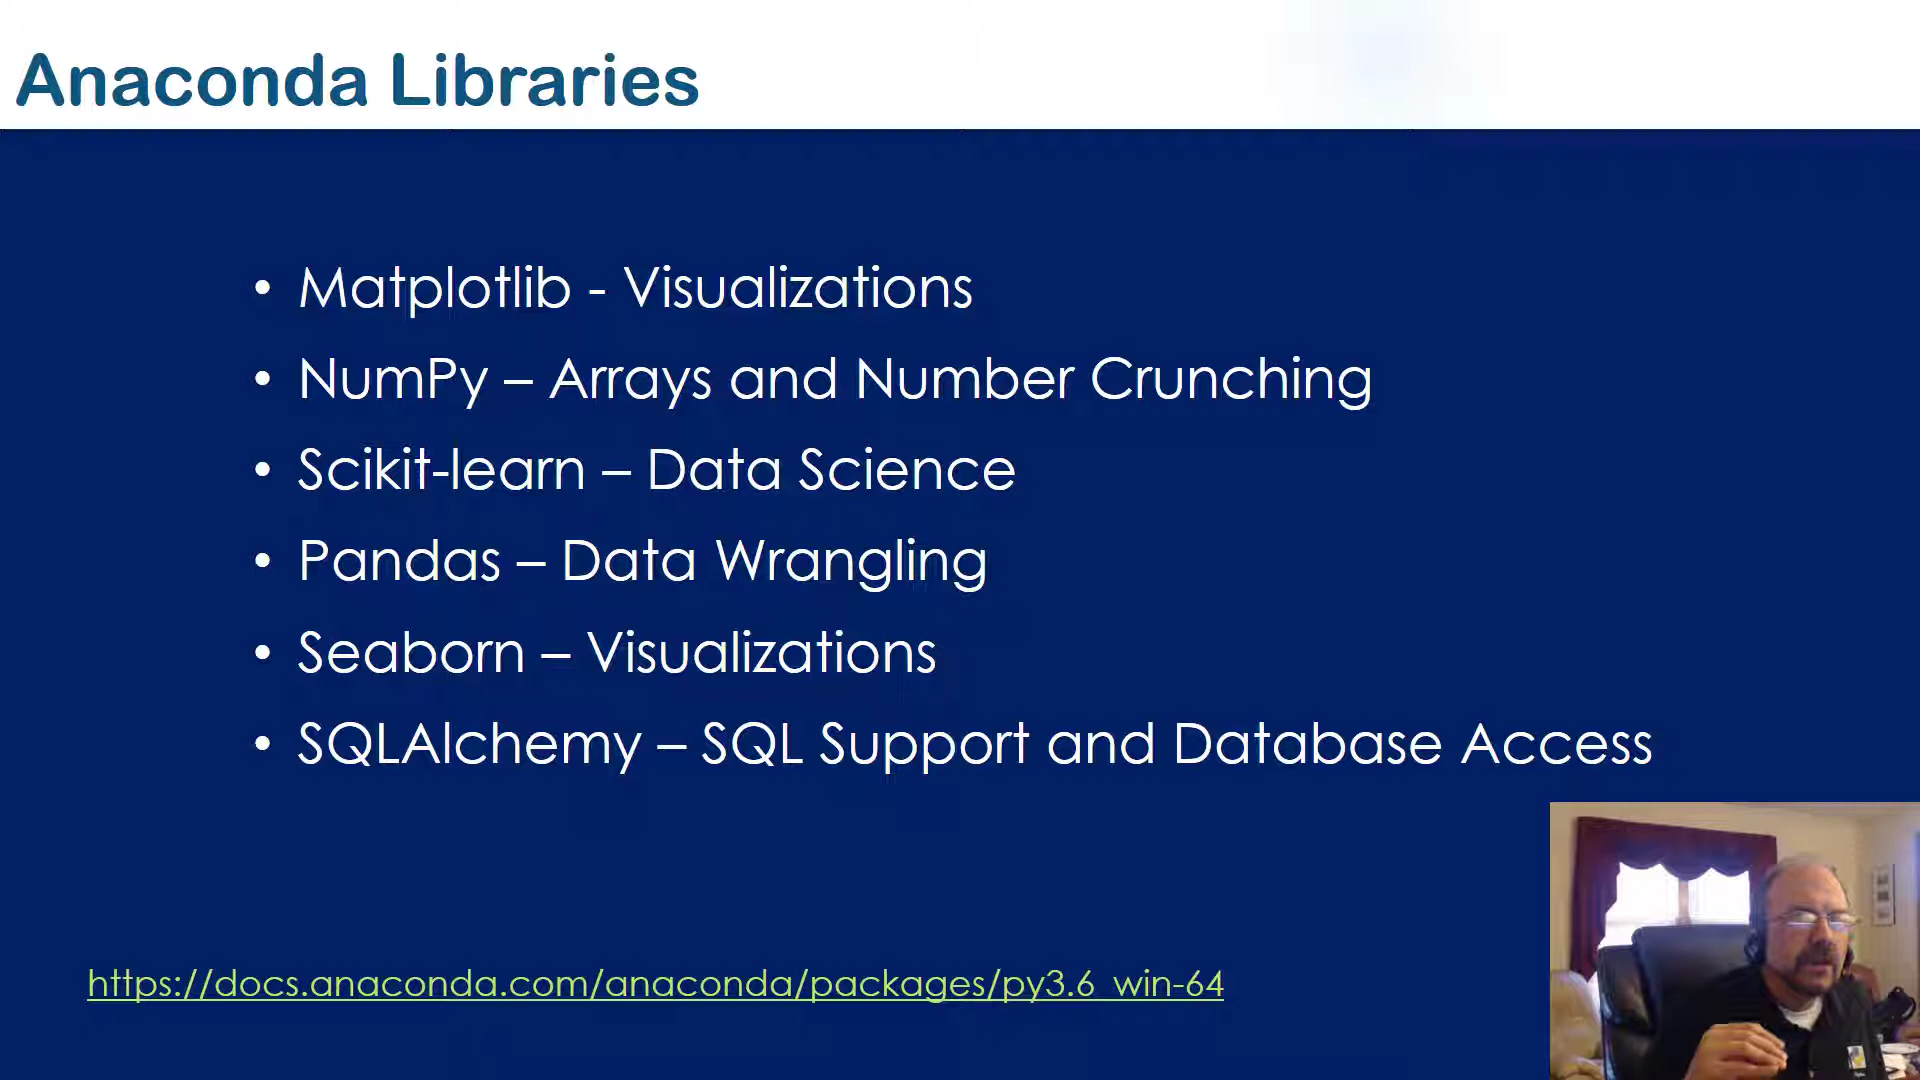 Anaconda Libraries
• Matplotlib - Visualizations
• NumPy – Arrays and Number Crunching
• Scikit-learn – Data Science
• Pandas – Data Wrangling
• Seaborn – Visualizations
• SQLAlchemy – SQL Support and Database Access
https://docs.anaconda.com/anaconda/packages/py3.6_win-64